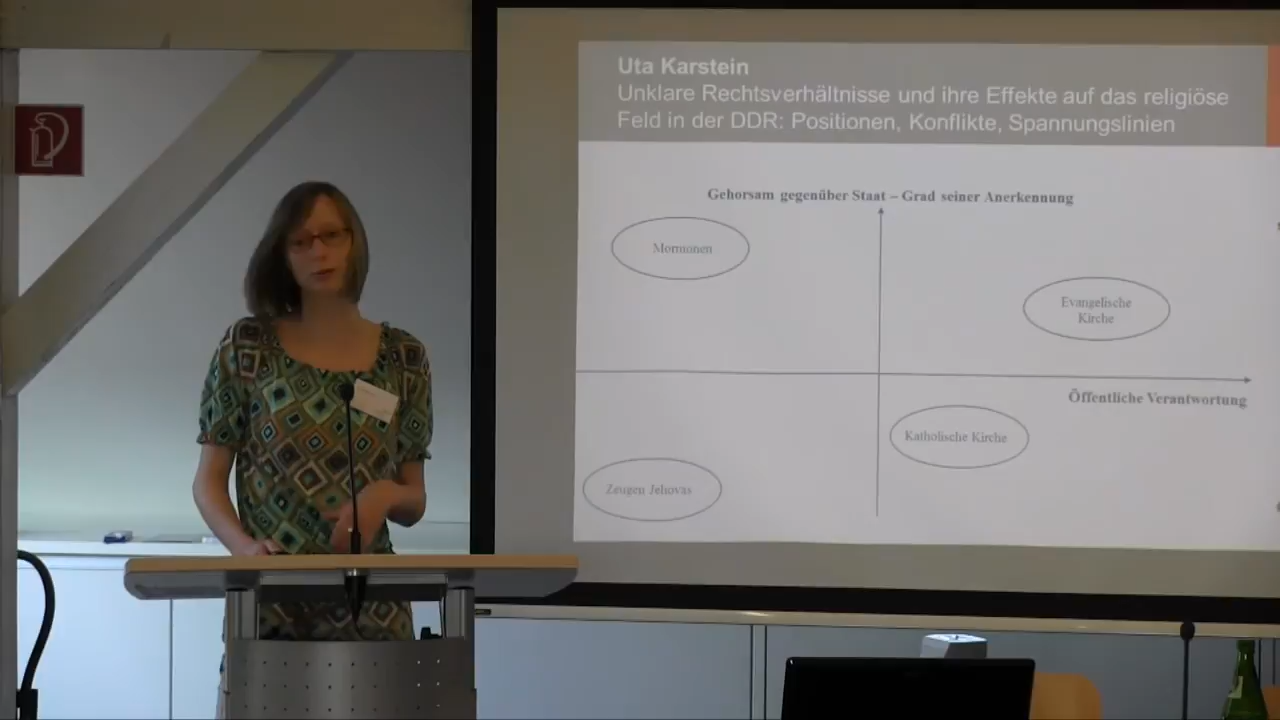 Uta Karstein
Unklare Rechtsverhältnisse und ihre Effekte auf das religiöse
Feld in der DDR: Positionen, Konflikte, Spannungslinien
Gehorsam gegenüber Staat – Grad seiner Anerkennung
Mormonen
Evangelische
Kirche
Öffentliche Verantwortung
Katholische Kirche
Zeugen Jehovas